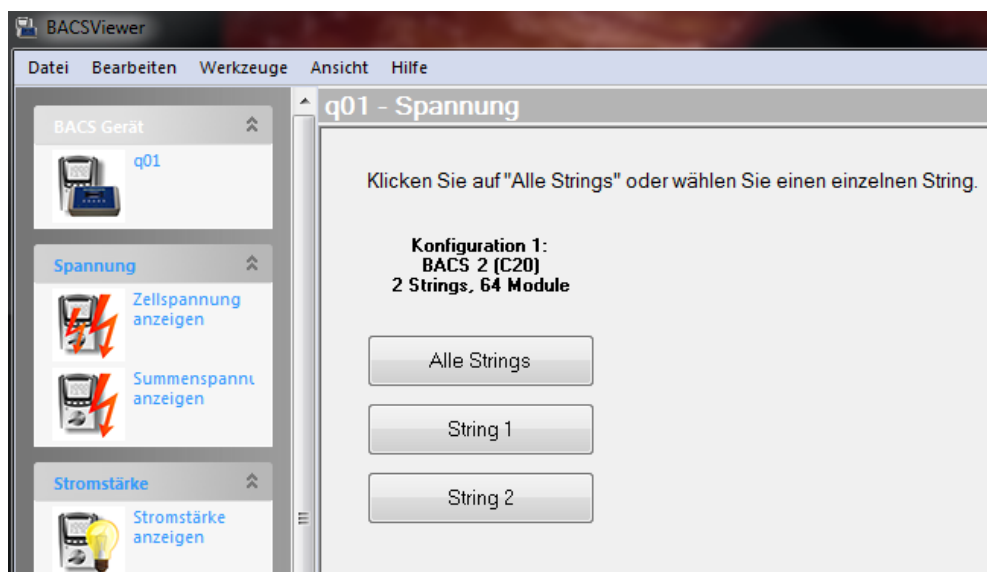 BACSViewer
Datei Bearbeiten Werkzeuge Ansicht Hilfe
BACS Gerät
q01
Spannung
Zellspannung
anzeigen
Summenspannu
anzeigen
Stromstärke
Stromstärke
anzeigen
q01 - Spannung
Klicken Sie auf "Alle Strings" oder wählen Sie einen einzelnen String.
Konfiguration 1:
BACS 2 (C20)
2 Strings, 64 Module
Alle Strings
String 1
String 2